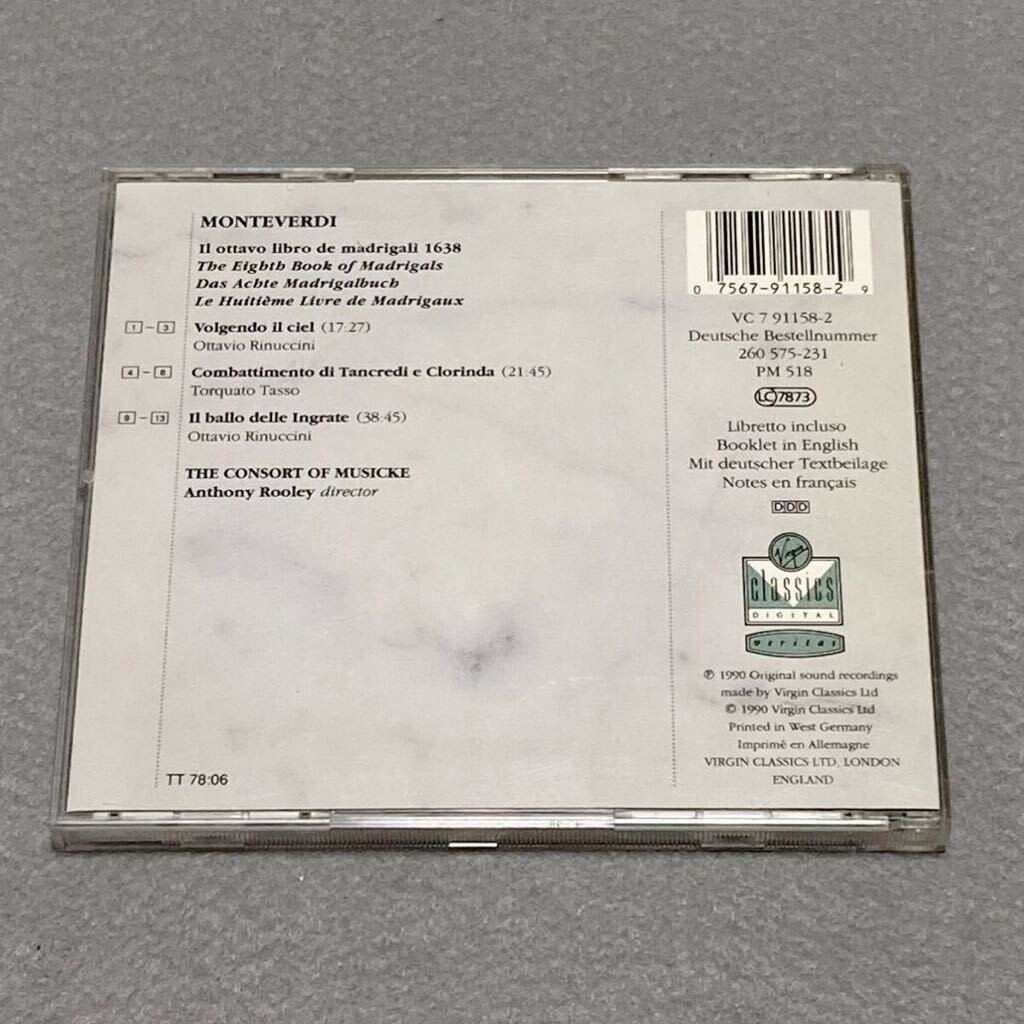 MONTEVERDI
Il ottavo libro de madrigali 1638
The Eighth Book of Madrigals
Das Achte Madrigalbuch
Le Huitième Livre de Madrigaux
1 - 3 Volgendo il ciel (17:27)
Ottavio Rinuccini
4 - 8 Combattimento di Tancredi e Clorinda (21:45)
Torquato Tasso
9 - 13 Il ballo delle Ingrate (38:45)
Ottavio Rinuccini
THE CONSORT OF MUSICKE
Anthony Rooley director
TT 78:06
0 7567-91158-2 9
VC 7 91158-2
Deutsche Bestellnummer
260 575-231
PM 518
LC 7873
Libretto incluso
Booklet in English
Mit deutscher Textbeilage
Notes en français
DDD
Virgin
classics
DIGITAL
veritas
℗ 1990 Original sound recordings
made by Virgin Classics Ltd
© 1990 Virgin Classics Ltd
Printed in West Germany
Imprimé en Allemagne
VIRGIN CLASSICS LTD, LONDON
ENGLAND